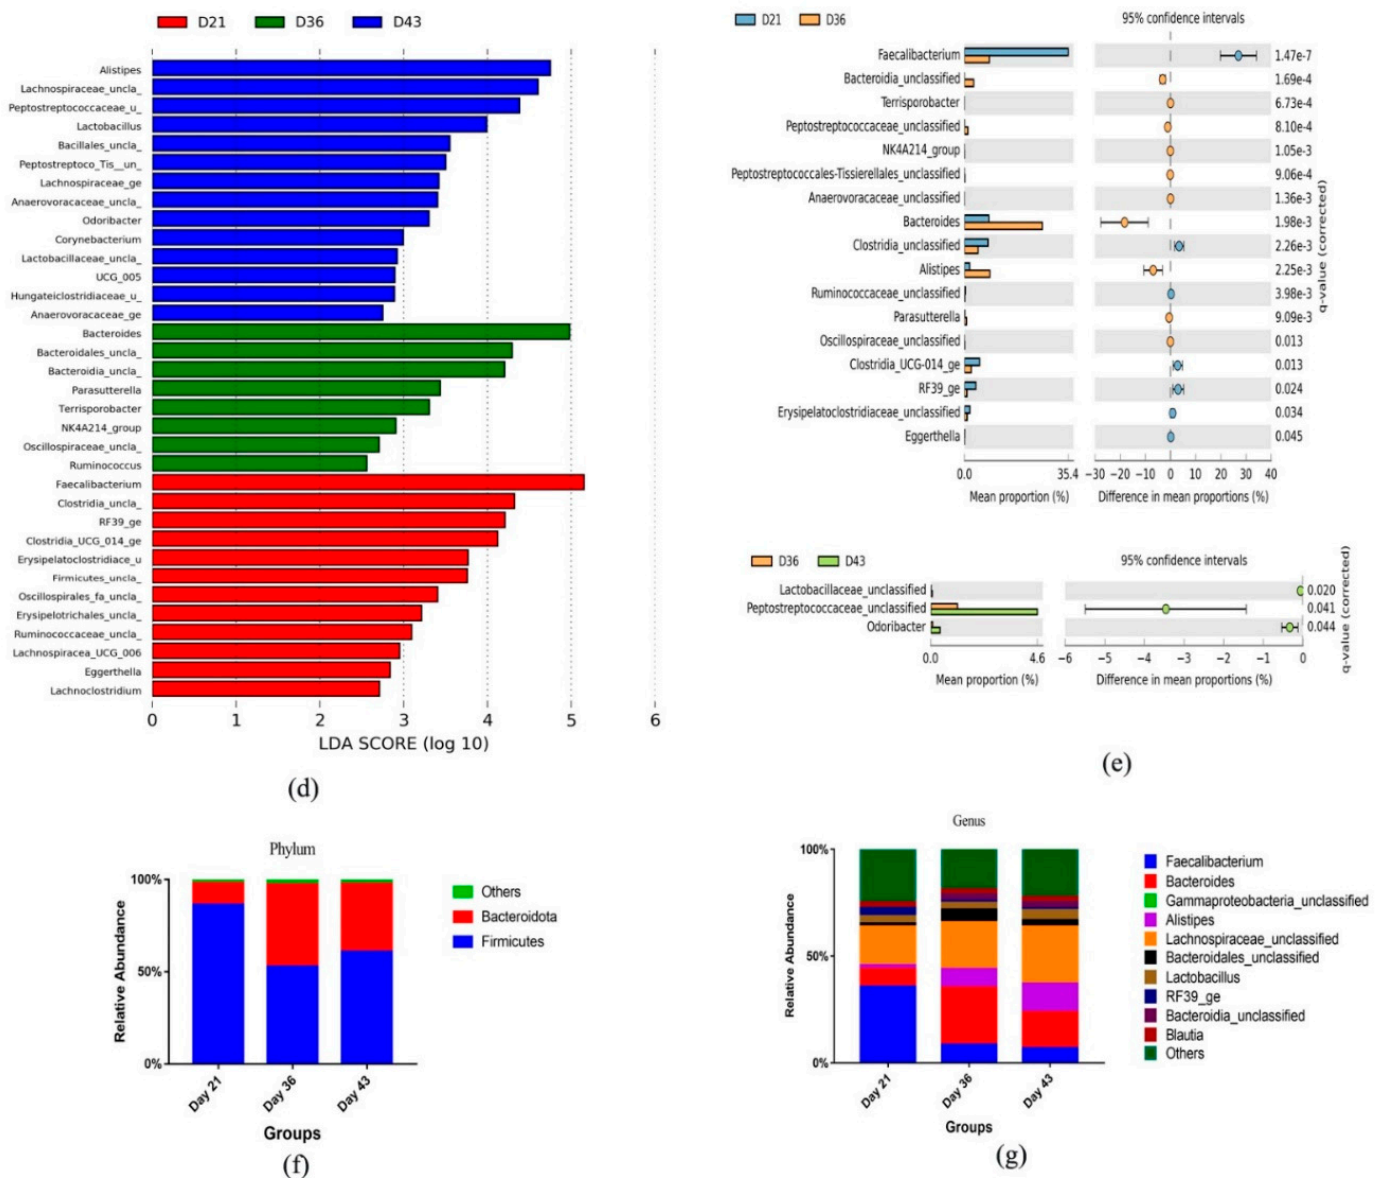 D21 D36 D43
Alistipes
Lachnospiraceae_uncla_
Peptostreptococcaceae_u_
Lactobacillus
Bacillales_uncla_
Peptostreptoco_Tis__un_
Lachnospiraceae_ge
Anaerovoracaceae_uncla_
Odoribacter
Corynebacterium
Lactobacillaceae_uncla_
UCG_005
Hungateiclostridiaceae_u_
Anaerovoracaceae_ge
Bacteroides
Bacteroidales_uncla_
Bacteroidia_uncla_
Parasutterella
Terrisporobacter
NK4A214_group
Oscillospiraceae_uncla_
Ruminococcus
Faecalibacterium
Clostridia_uncla_
RF39_ge
Clostridia_UCG_014_ge
Erysipelatoclostridiace_u
Firmicutes_uncla_
Oscillospirales_fa_uncla_
Erysipelotrichales_uncla_
Ruminococcaceae_uncla_
Lachnospiracea_UCG_006
Eggerthella
Lachnoclostridium
0 1 2 3 4 5 6
LDA SCORE (log 10)
(d)
D21 D36 95% confidence intervals
Faecalibacterium 1.47e-7
Bacteroidia_unclassified 1.69e-4
Terrisporobacter 6.73e-4
Peptostreptococcaceae_unclassified 8.10e-4
NK4A214_group 1.05e-3
Peptostreptococcales-Tissierellales_unclassified 9.06e-4
Anaerovoracaceae_unclassified 1.36e-3
Bacteroides 1.98e-3
Clostridia_unclassified 2.26e-3
Alistipes 2.25e-3
Ruminococcaceae_unclassified 3.98e-3
Parasutterella 9.09e-3
Oscillospiraceae_unclassified 0.013
Clostridia_UCG-014_ge 0.013
RF39_ge 0.024
Erysipelatoclostridiaceae_unclassified 0.034
Eggerthella 0.045
q-value (corrected)
0.0 35.4 −30 −20 −10 0 10 20 30 40
Mean proportion (%) Difference in mean proportions (%)
D36 D43 95% confidence intervals
Lactobacillaceae_unclassified 0.020
Peptostreptococcaceae_unclassified 0.041
Odoribacter 0.044
q-value (corrected)
0.0 4.6 −6 −5 −4 −3 −2 −1 0
Mean proportion (%) Difference in mean proportions (%)
(e)
Phylum
Relative Abundance
100%
50%
0%
Day 21 Day 36 Day 43
Groups
Others
Bacteroidota
Firmicutes
(f)
Genus
Relative Abundance
100%
50%
0%
Day 21 Day 36 Day 43
Groups
Faecalibacterium
Bacteroides
Gammaproteobacteria_unclassified
Alistipes
Lachnospiraceae_unclassified
Bacteroidales_unclassified
Lactobacillus
RF39_ge
Bacteroidia_unclassified
Blautia
Others
(g)